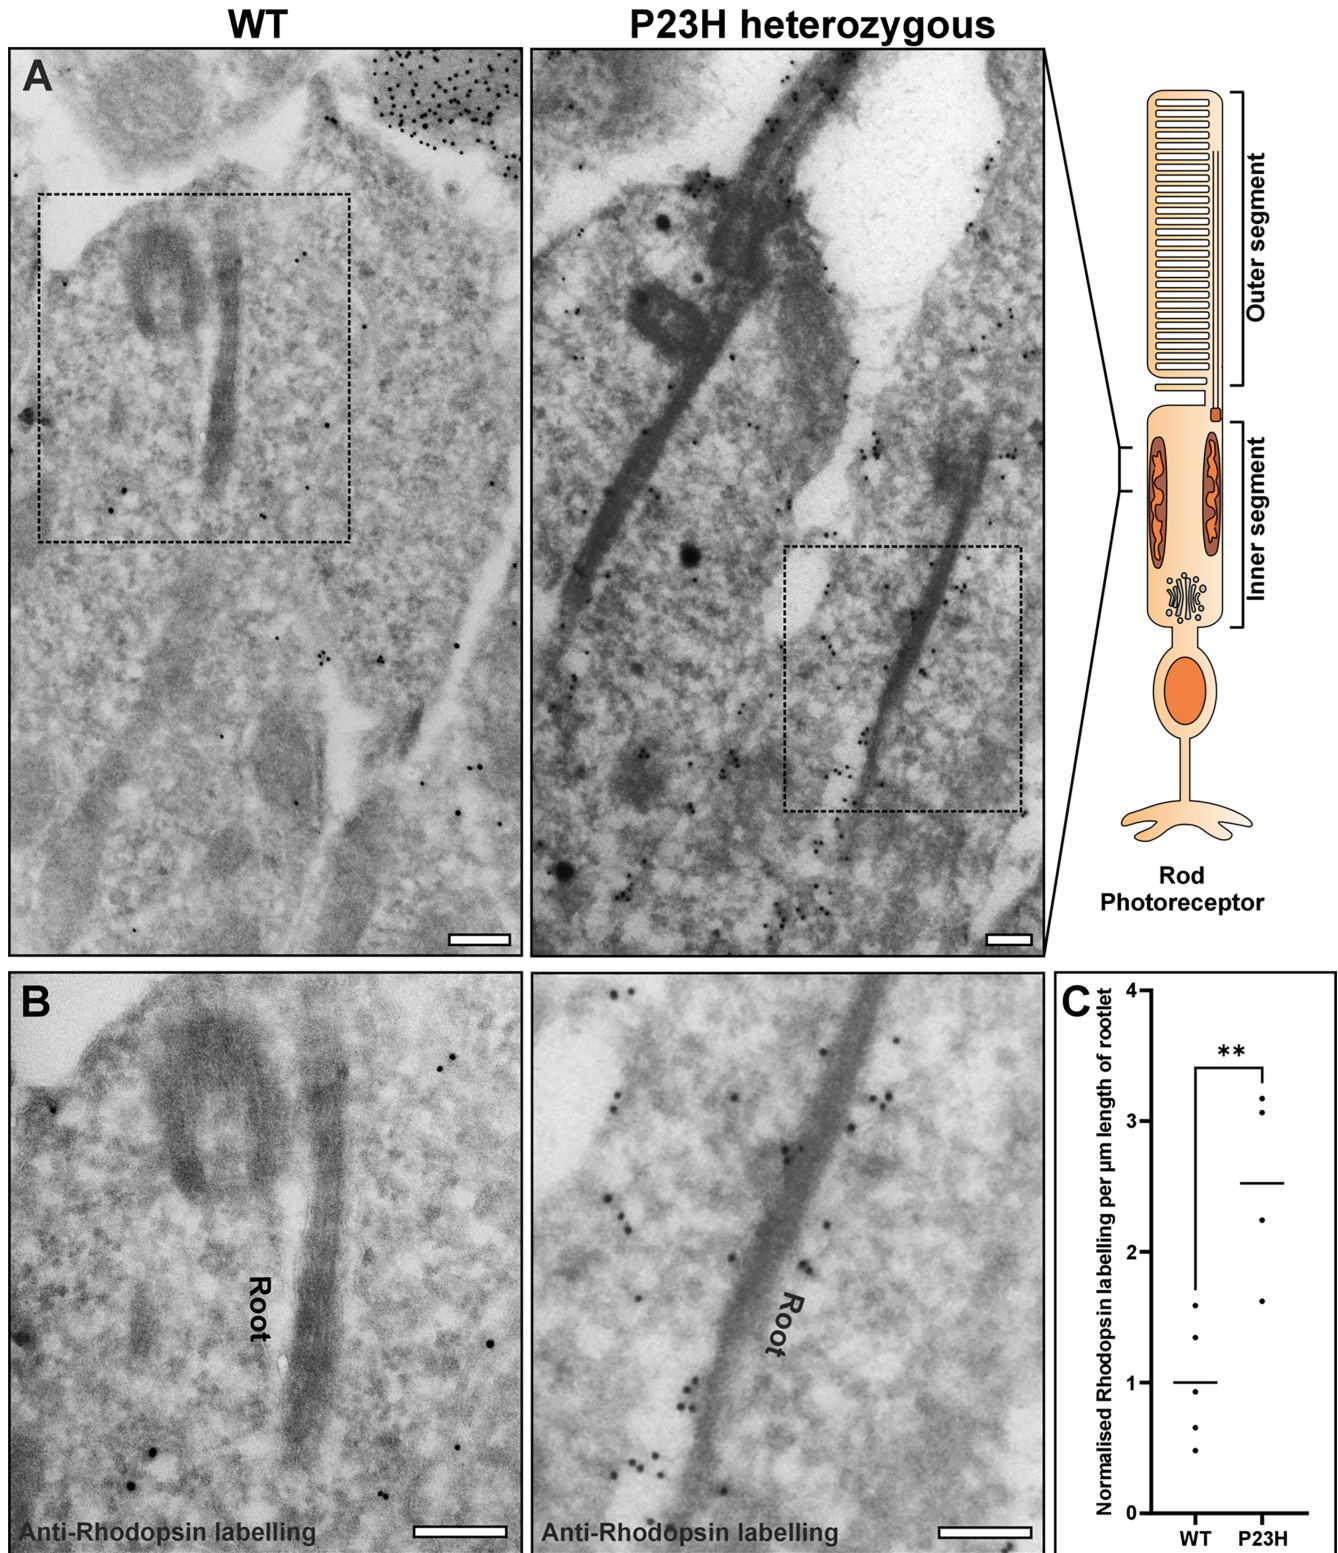 WT
P23H heterozygous
A
Outer segment
Inner segment
Rod
Photoreceptor
B
Root
Anti-Rhodopsin labelling
Root
Anti-Rhodopsin labelling
C
Normalised Rhodopsin labelling per µm length of rootlet
4
3
2
1
0
**
WT
P23H